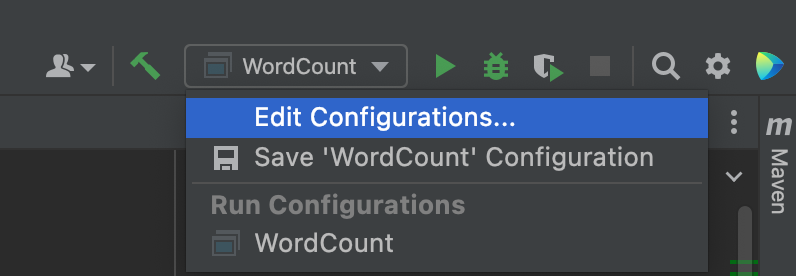 WordCount
Edit Configurations...
Save 'WordCount' Configuration
Run Configurations
WordCount
m
Maven